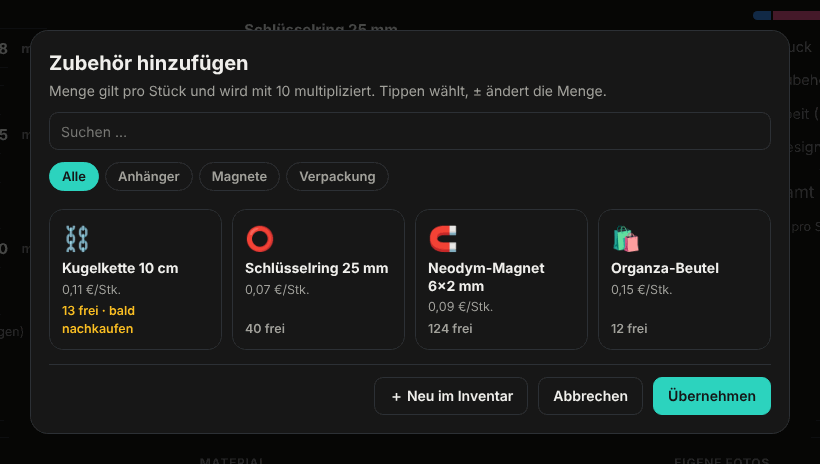 Schlüsselring 25 mm
Zubehör hinzufügen
Menge gilt pro Stück und wird mit 10 multipliziert. Tippen wählt, ± ändert die Menge.
Suchen …
Alle Anhänger Magnete Verpackung
Kugelkette 10 cm
0,11 €/Stk.
13 frei · bald
nachkaufen
Schlüsselring 25 mm
0,07 €/Stk.
40 frei
Neodym-Magnet
6×2 mm
0,09 €/Stk.
124 frei
Organza-Beutel
0,15 €/Stk.
12 frei
+ Neu im Inventar Abbrechen Übernehmen
MATERIAL EIGENE FOTOS